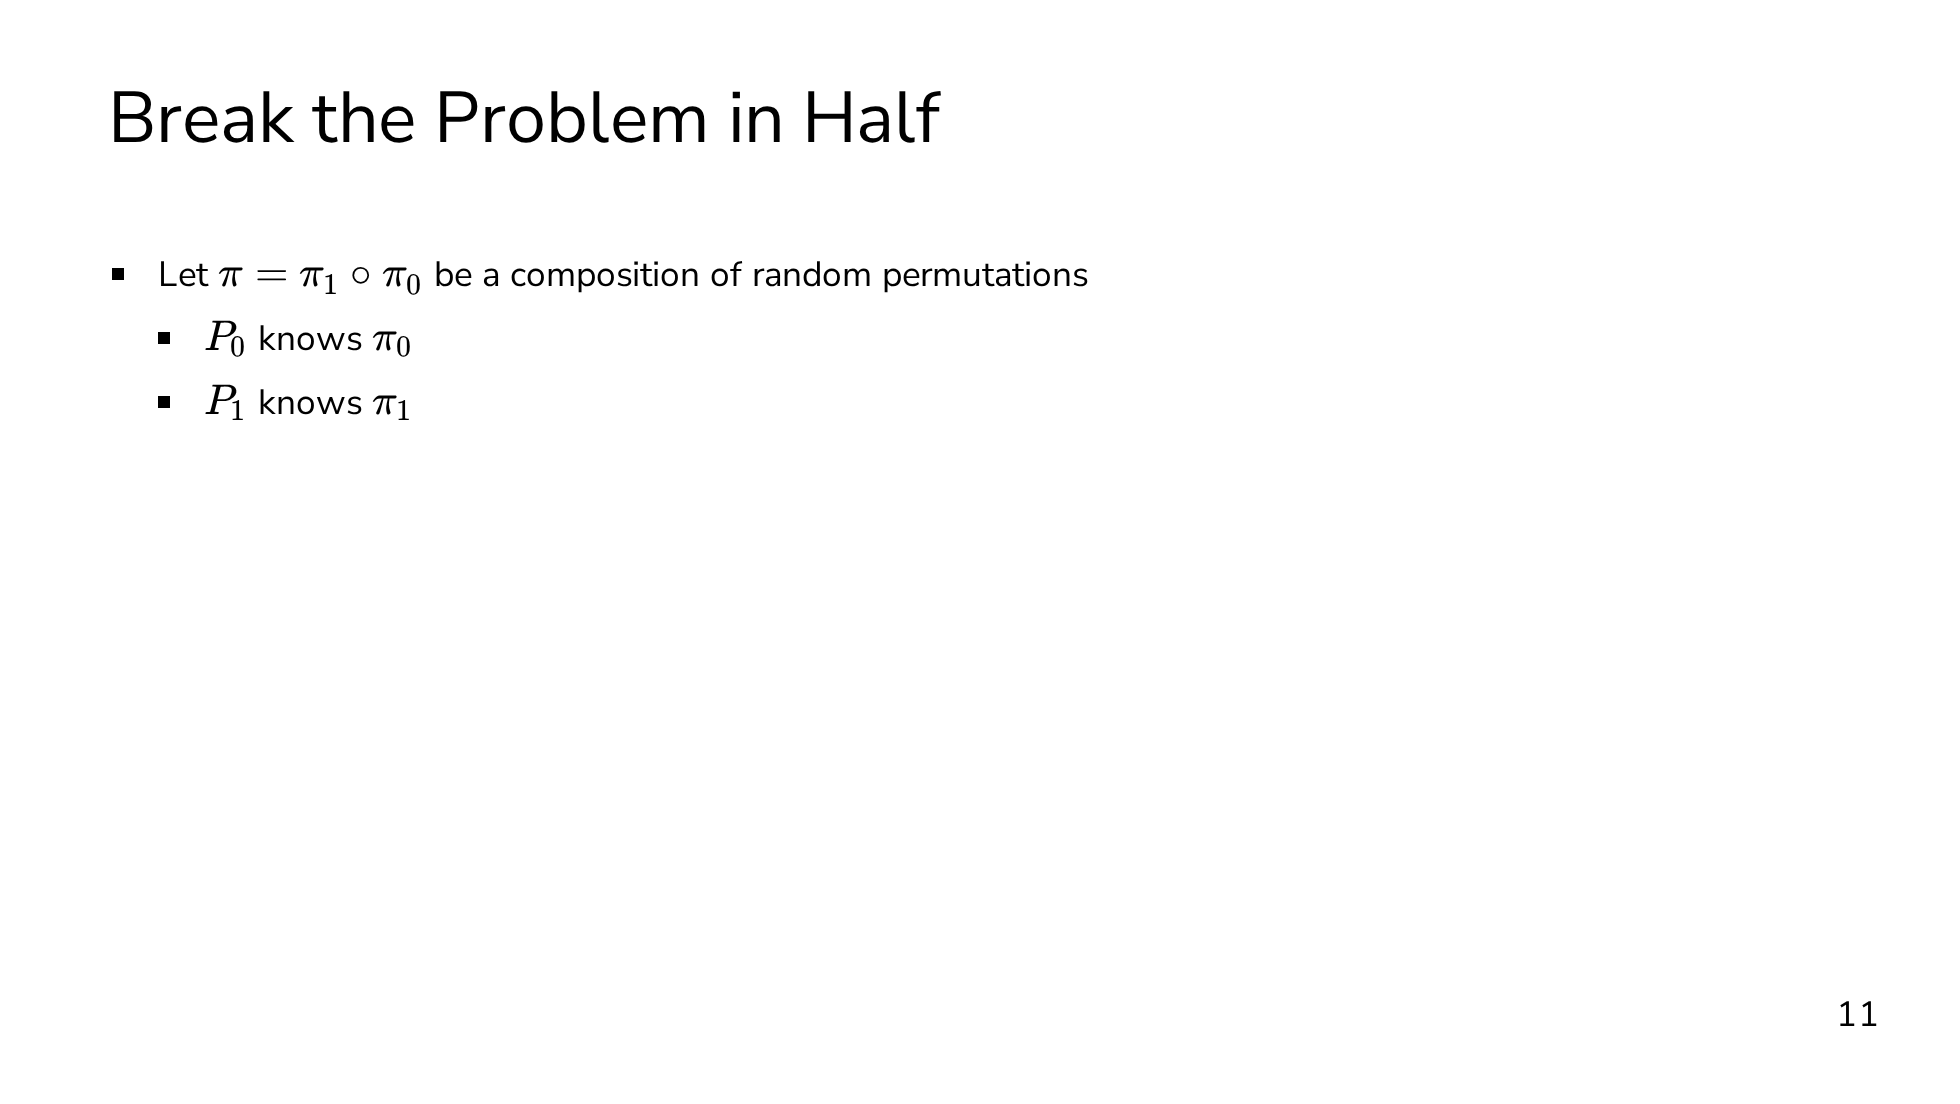 Break the Problem in Half
▪ Let π = π₁ ∘ π₀ be a composition of random permutations
▪ P₀ knows π₀
▪ P₁ knows π₁
11